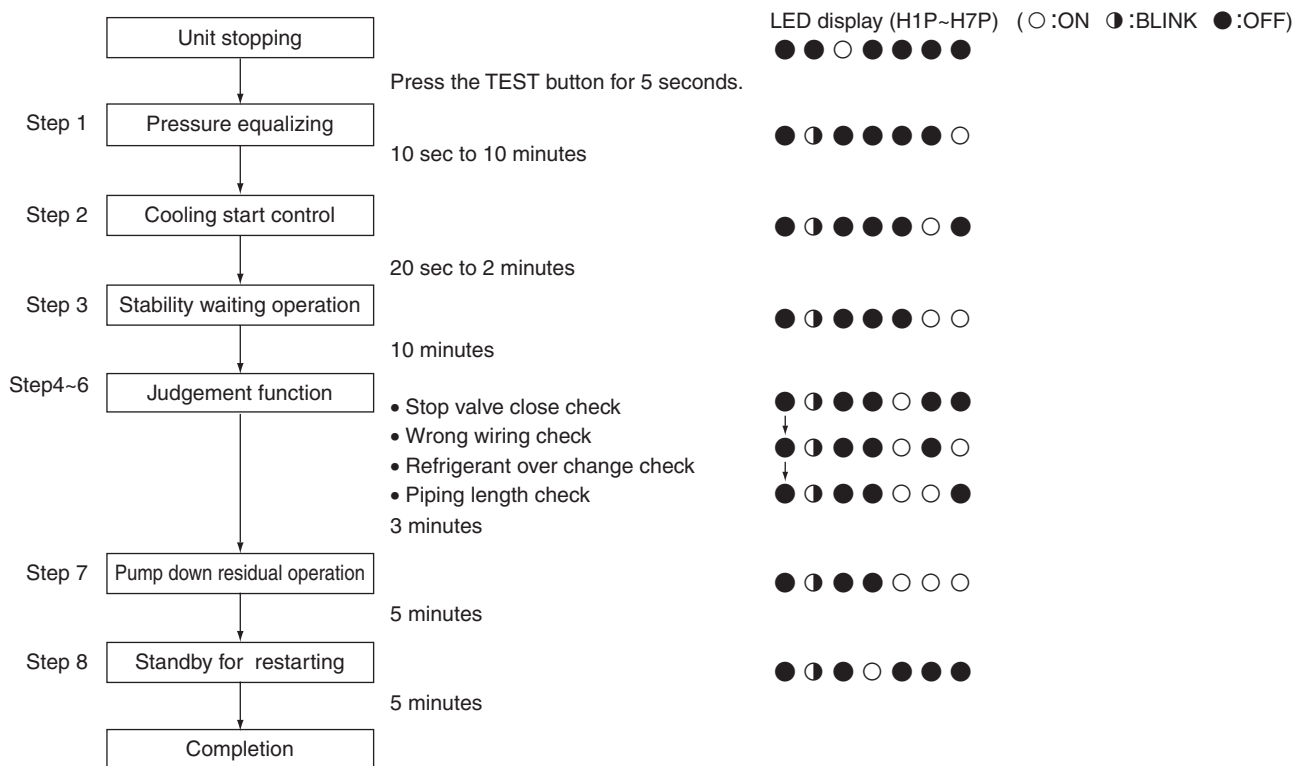 LED display (H1P~H7P) ( ○ :ON ◑ :BLINK ● :OFF)
Unit stopping
● ● ○ ● ● ● ●
Press the TEST button for 5 seconds.
Step 1 Pressure equalizing
● ◑ ● ● ● ● ○
10 sec to 10 minutes
Step 2 Cooling start control
● ◑ ● ● ● ○ ●
20 sec to 2 minutes
Step 3 Stability waiting operation
● ◑ ● ● ● ○ ○
10 minutes
Step4~6 Judgement function
• Stop valve close check
● ◑ ● ● ○ ● ●
• Wrong wiring check
● ◑ ● ● ○ ● ○
• Refrigerant over change check
• Piping length check
● ◑ ● ● ○ ○ ●
3 minutes
Step 7 Pump down residual operation
● ◑ ● ● ○ ○ ○
5 minutes
Step 8 Standby for restarting
● ◑ ● ○ ● ● ●
5 minutes
Completion